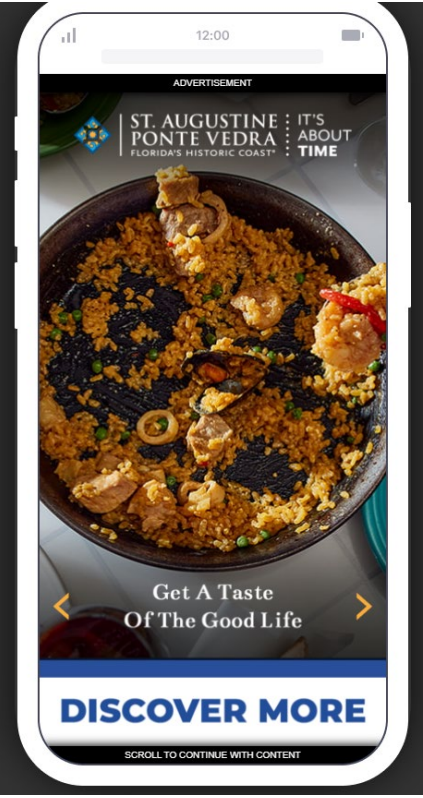 12:00
ADVERTISEMENT
ST. AUGUSTINE
PONTE VEDRA
FLORIDA'S HISTORIC COAST®
IT'S
ABOUT
TIME
Get A Taste
Of The Good Life
DISCOVER MORE
SCROLL TO CONTINUE WITH CONTENT